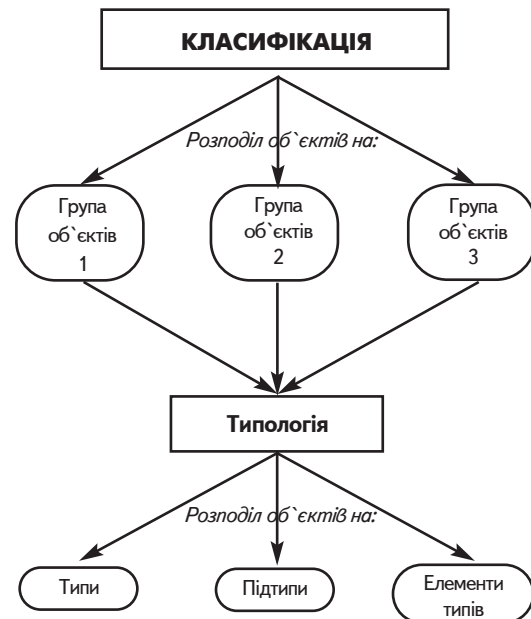 КЛАСИФІКАЦІЯ
Розподіл об`єктів на:
Група
об`єктів
1
Група
об`єктів
2
Група
об`єктів
3
Типологія
Розподіл об`єктів на:
Типи
Підтипи
Елементи
типів